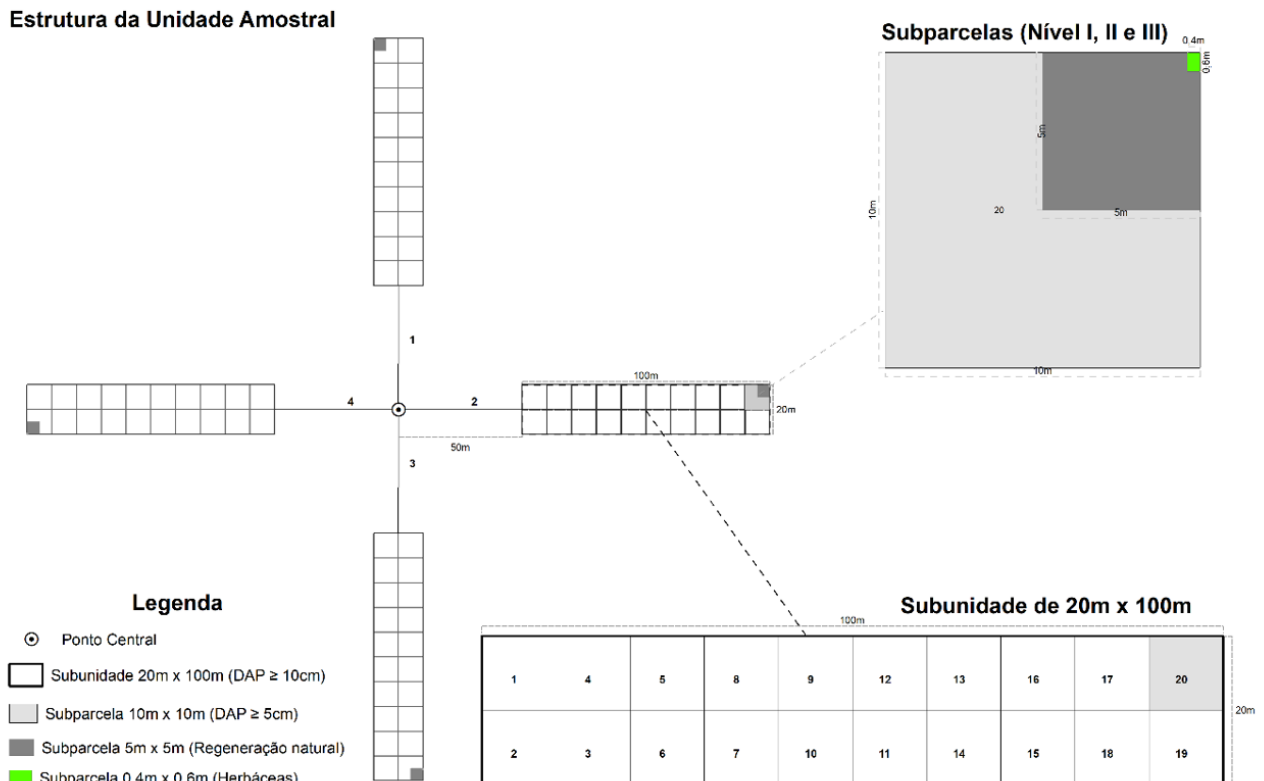 Estrutura da Unidade Amostral
Subparcelas (Nível I, II e III)
0,4m
0,6m
5m
10m
20
5m
10m
1
4
2
100m
20m
50m
3
Legenda
Ponto Central
Subunidade 20m x 100m (DAP ≥ 10cm)
Subparcela 10m x 10m (DAP ≥ 5cm)
Subparcela 5m x 5m (Regeneração natural)
Subparcela 0,4m x 0,6m (Herbáceas)
Subunidade de 20m x 100m
100m
1 4 5 8 9 12 13 16 17 20
20m
2 3 6 7 10 11 14 15 18 19